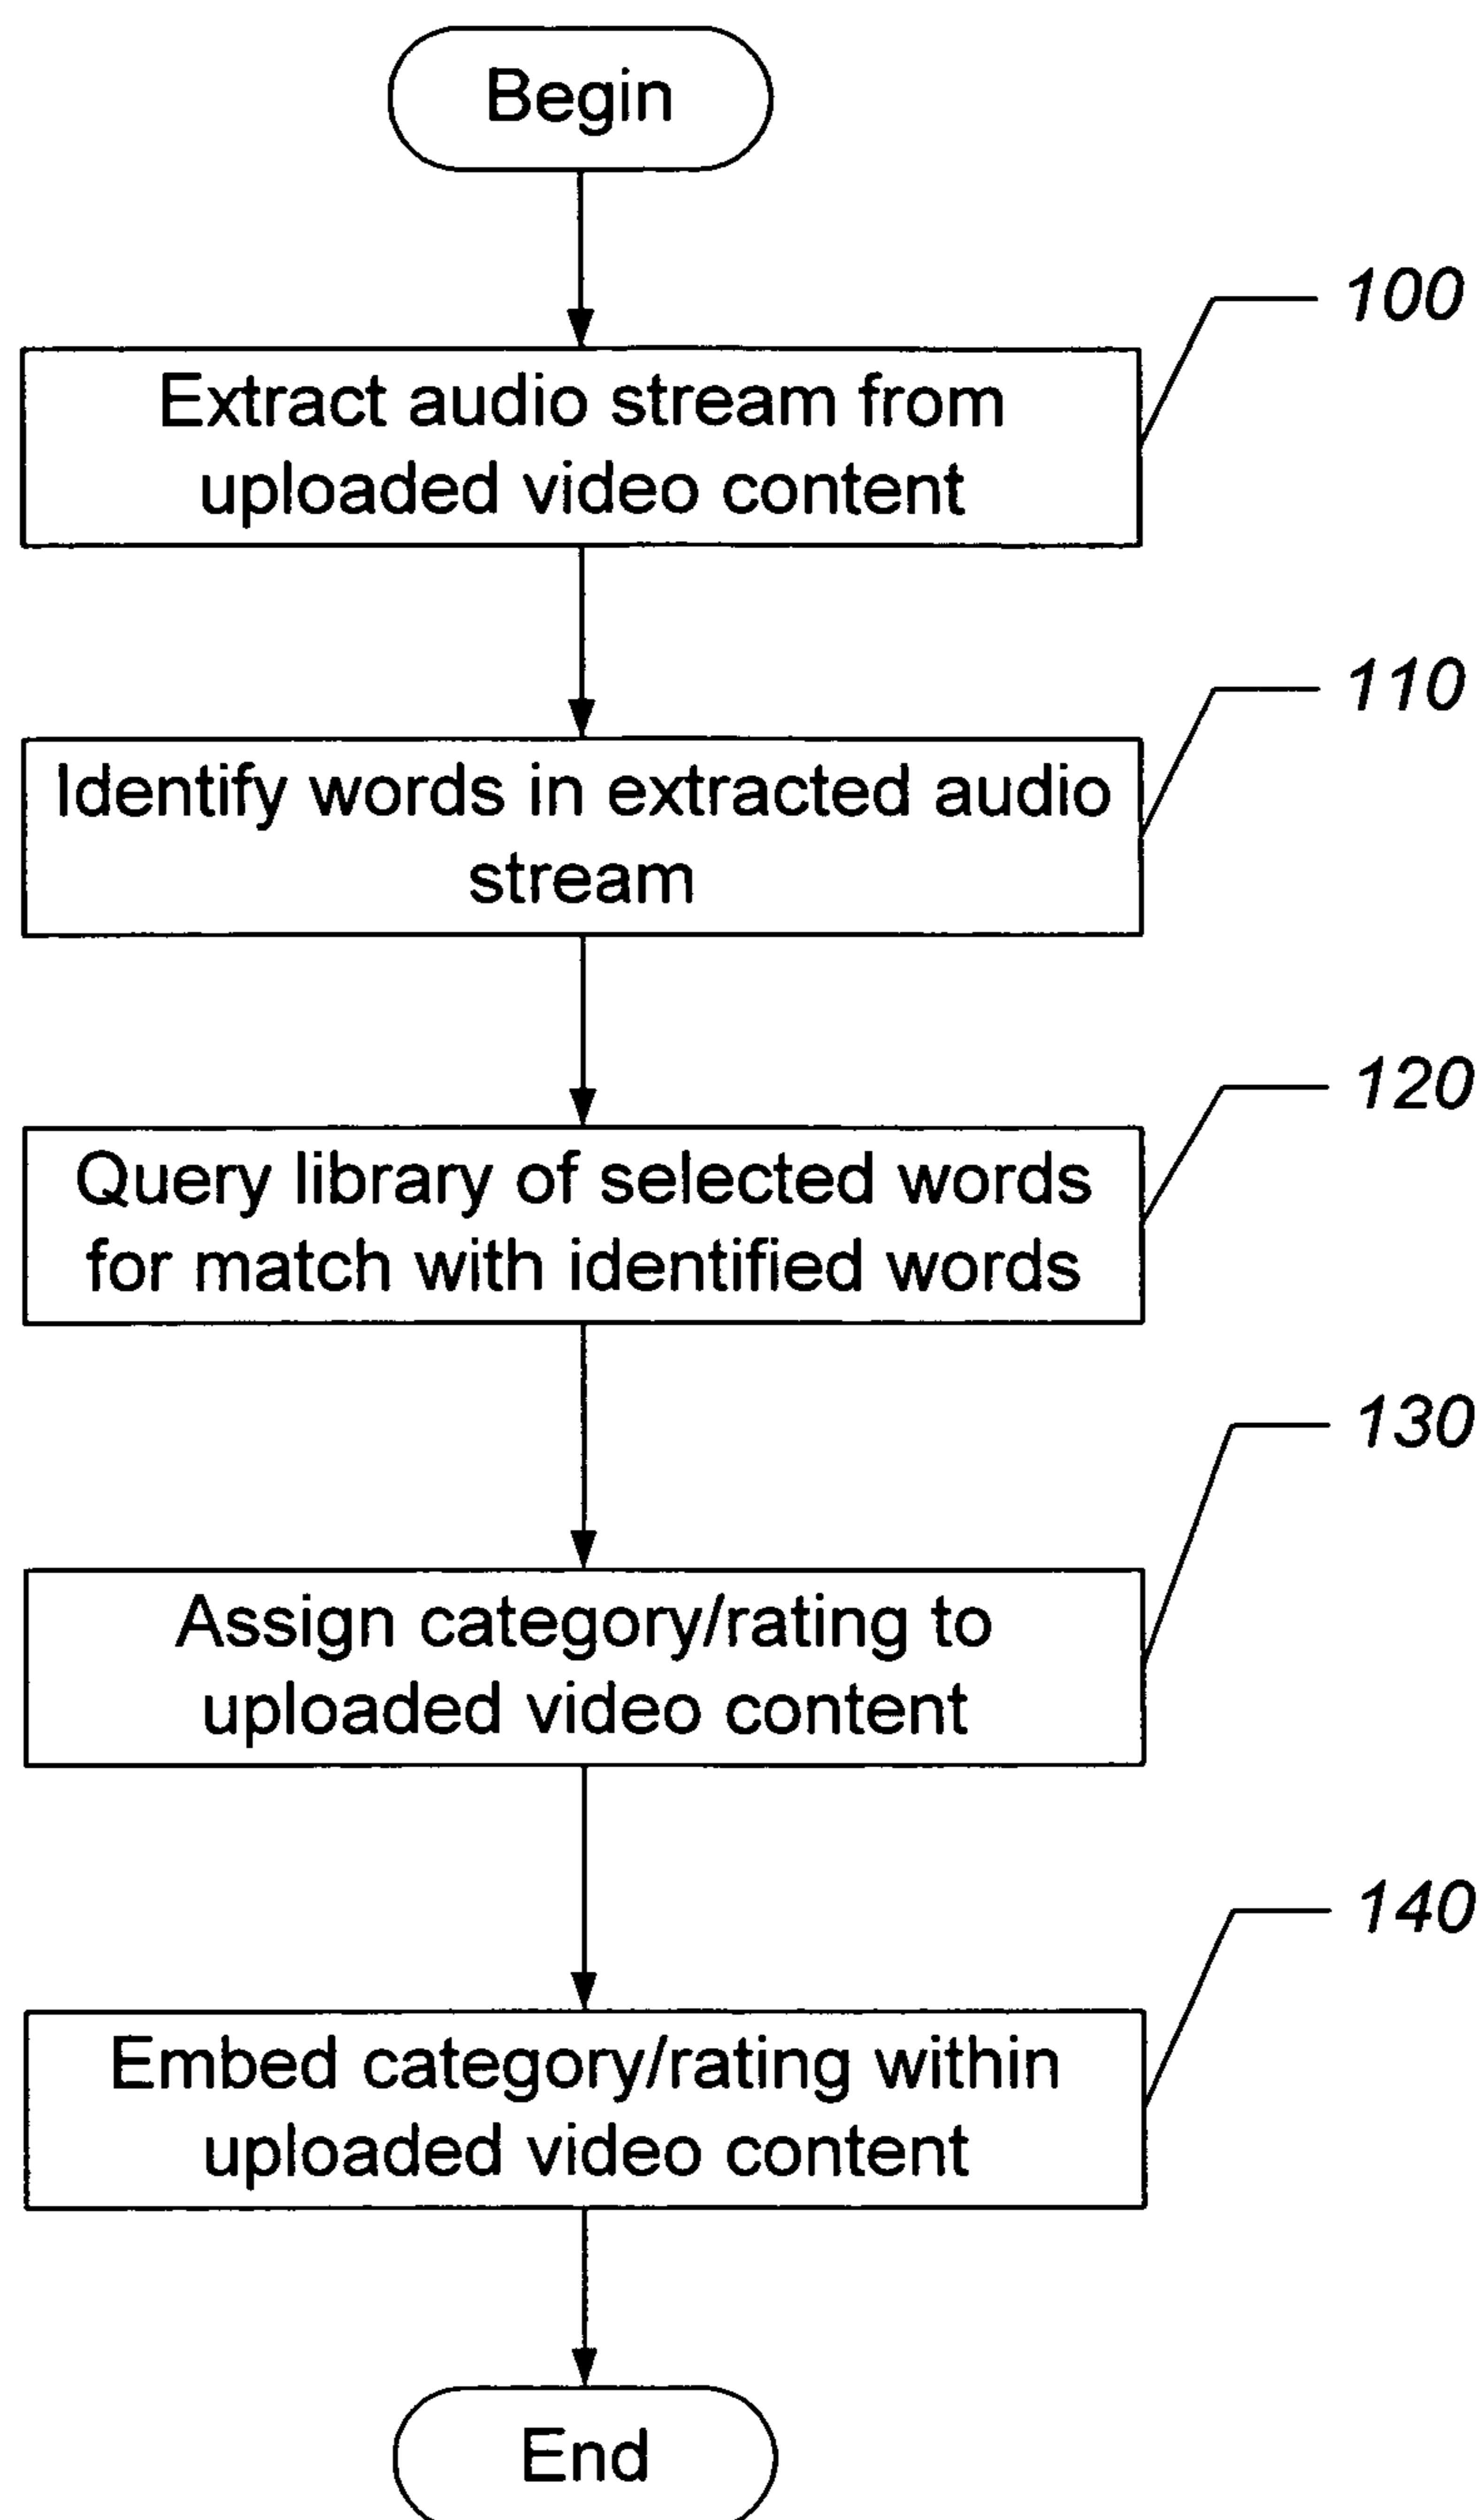 Begin
100
Extract audio stream from
uploaded video content
110
Identify words in extracted audio
stream
120
Query library of selected words
for match with identified words
130
Assign category/rating to
uploaded video content
140
Embed category/rating within
uploaded video content
End